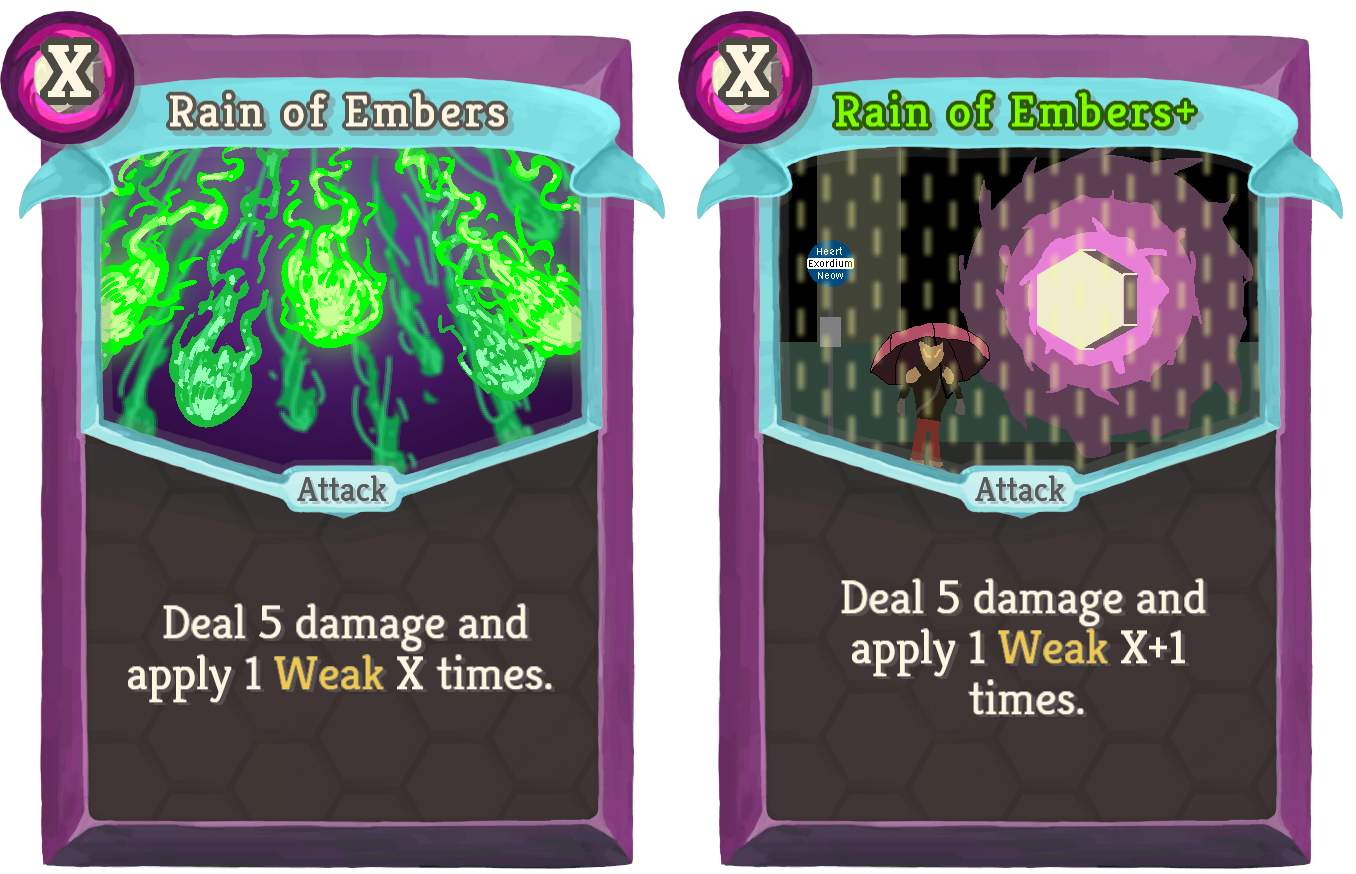 X
Rain of Embers
Attack
Deal 5 damage and
apply 1 Weak X times.
X
Rain of Embers+
Heart
Exordium
Neow
Attack
Deal 5 damage and
apply 1 Weak X+1
times.